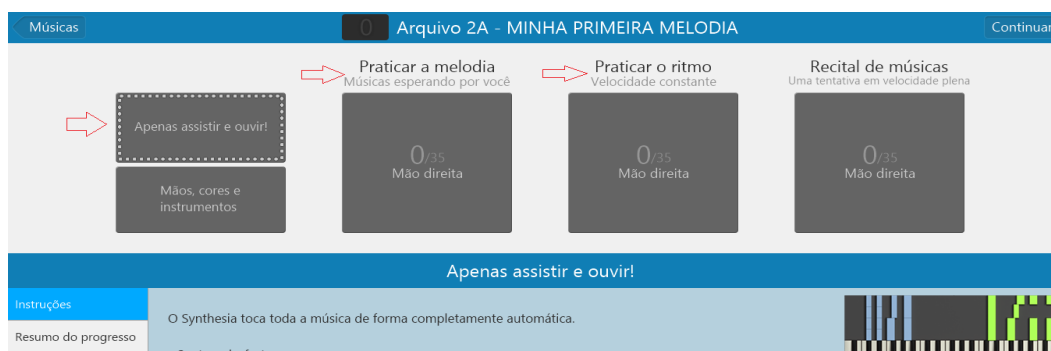 Músicas
0
Arquivo 2A - MINHA PRIMEIRA MELODIA
Continuar
Apenas assistir e ouvir!
Mãos, cores e
instrumentos
Praticar a melodia
Músicas esperando por você
0/35
Mão direita
Praticar o ritmo
Velocidade constante
0/35
Mão direita
Recital de músicas
Uma tentativa em velocidade plena
0/35
Mão direita
Apenas assistir e ouvir!
Instruções
Resumo do progresso
O Synthesia toca toda a música de forma completamente automática.